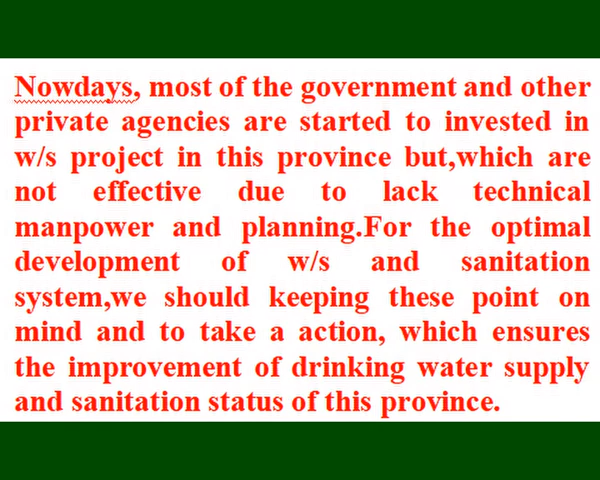 Nowdays, most of the government and other
private agencies are started to invested in
w/s project in this province but,which are
not effective due to lack technical
manpower and planning.For the optimal
development of w/s and sanitation
system,we should keeping these point on
mind and to take a action, which ensures
the improvement of drinking water supply
and sanitation status of this province.